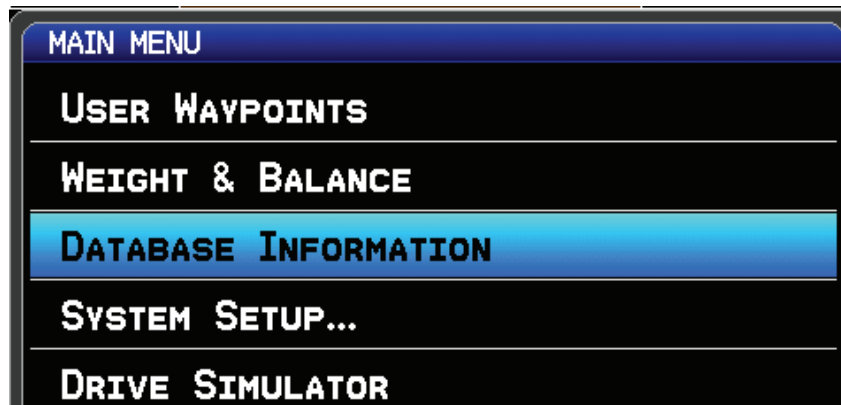 MAIN MENU
User Waypoints
Weight & Balance
Database Information
System Setup...
Drive Simulator